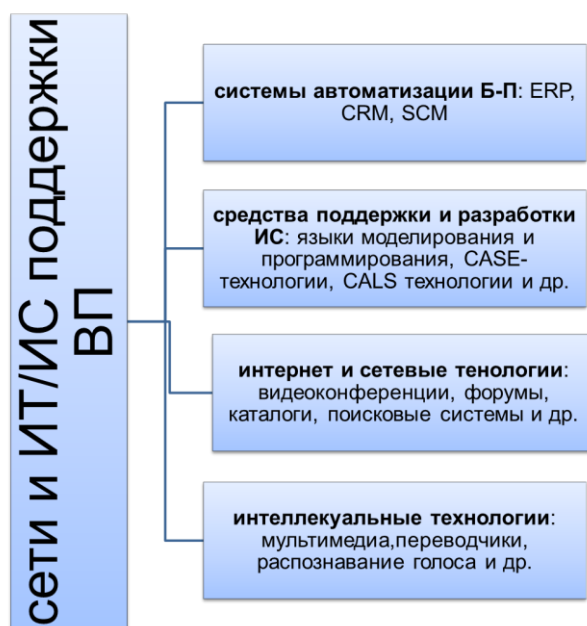 сети и ИТ/ИС поддержки
ВП
системы автоматизации Б-П: ERP,
CRM, SCM
средства поддержки и разработки
ИС: языки моделирования и
программирования, CASE-
технологии, CALS технологии и др.
интернет и сетевые тенологии:
видеоконференции, форумы,
каталоги, поисковые системы и др.
интеллекуальные технологии:
мультимедиа,переводчики,
распознавание голоса и др.